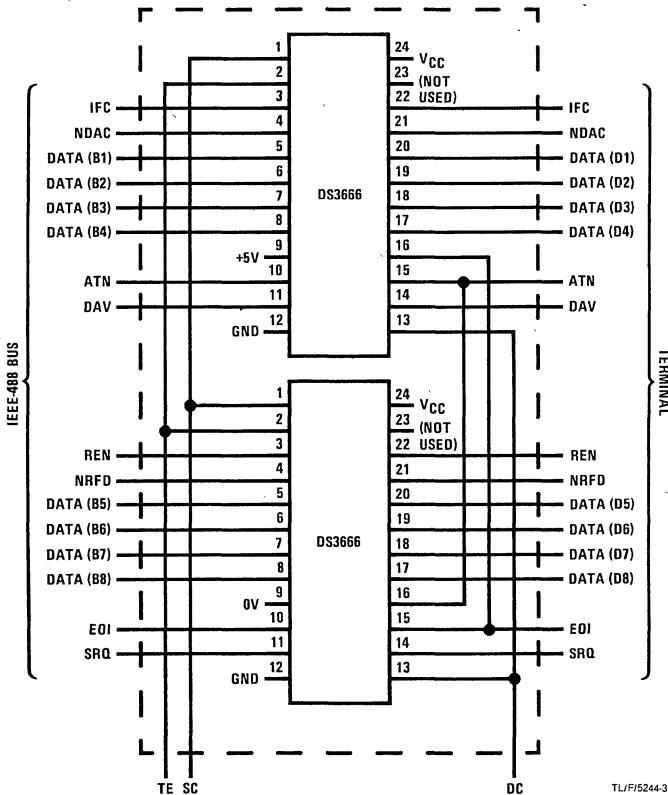 1 24 VCC
2 23 (NOT
3 22 USED)
IFC IFC
4 21
NDAC NDAC
5 20
DATA (B1) DATA (D1)
6 19
DATA (B2) DATA (D2)
7 DS3666 18
DATA (B3) DATA (D3)
8 17
DATA (B4) DATA (D4)
9 16
+5V
10 15
ATN ATN
11 14
DAV DAV
12 13
GND
IEEE-488 BUS
TERMINAL
1 24 VCC
2 23 (NOT
3 22 USED)
REN REN
4 21
NRFD NRFD
5 20
DATA (B5) DATA (D5)
6 19
DATA (B6) DATA (D6)
7 DS3666 18
DATA (B7) DATA (D7)
8 17
DATA (B8) DATA (D8)
9 16
0V
10 15
EOI EOI
11 14
SRQ SRQ
12 13
GND
TE SC DC
TL/F/5244-3